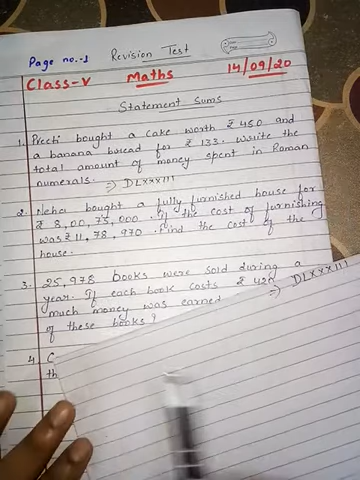 Page no.-1 Revision Test
Class-V Maths 14/09/20
Statement Sums
1. Preeti bought a cake worth ₹ 450 and
a banana bread for ₹ 133. Write the
total amount of money spent in Roman
numerals. ⇒ DLXXXIII
2. Neha bought a fully furnished house for
₹ 8,00,75,000. If the cost of furnishing
was ₹ 11,78,970. Find the cost of the
house.
3. 25,978 books were sold during a
year. If each book costs ₹ 420
much money was earned
of these books?
⇒ DLXXXIII
4. C
th